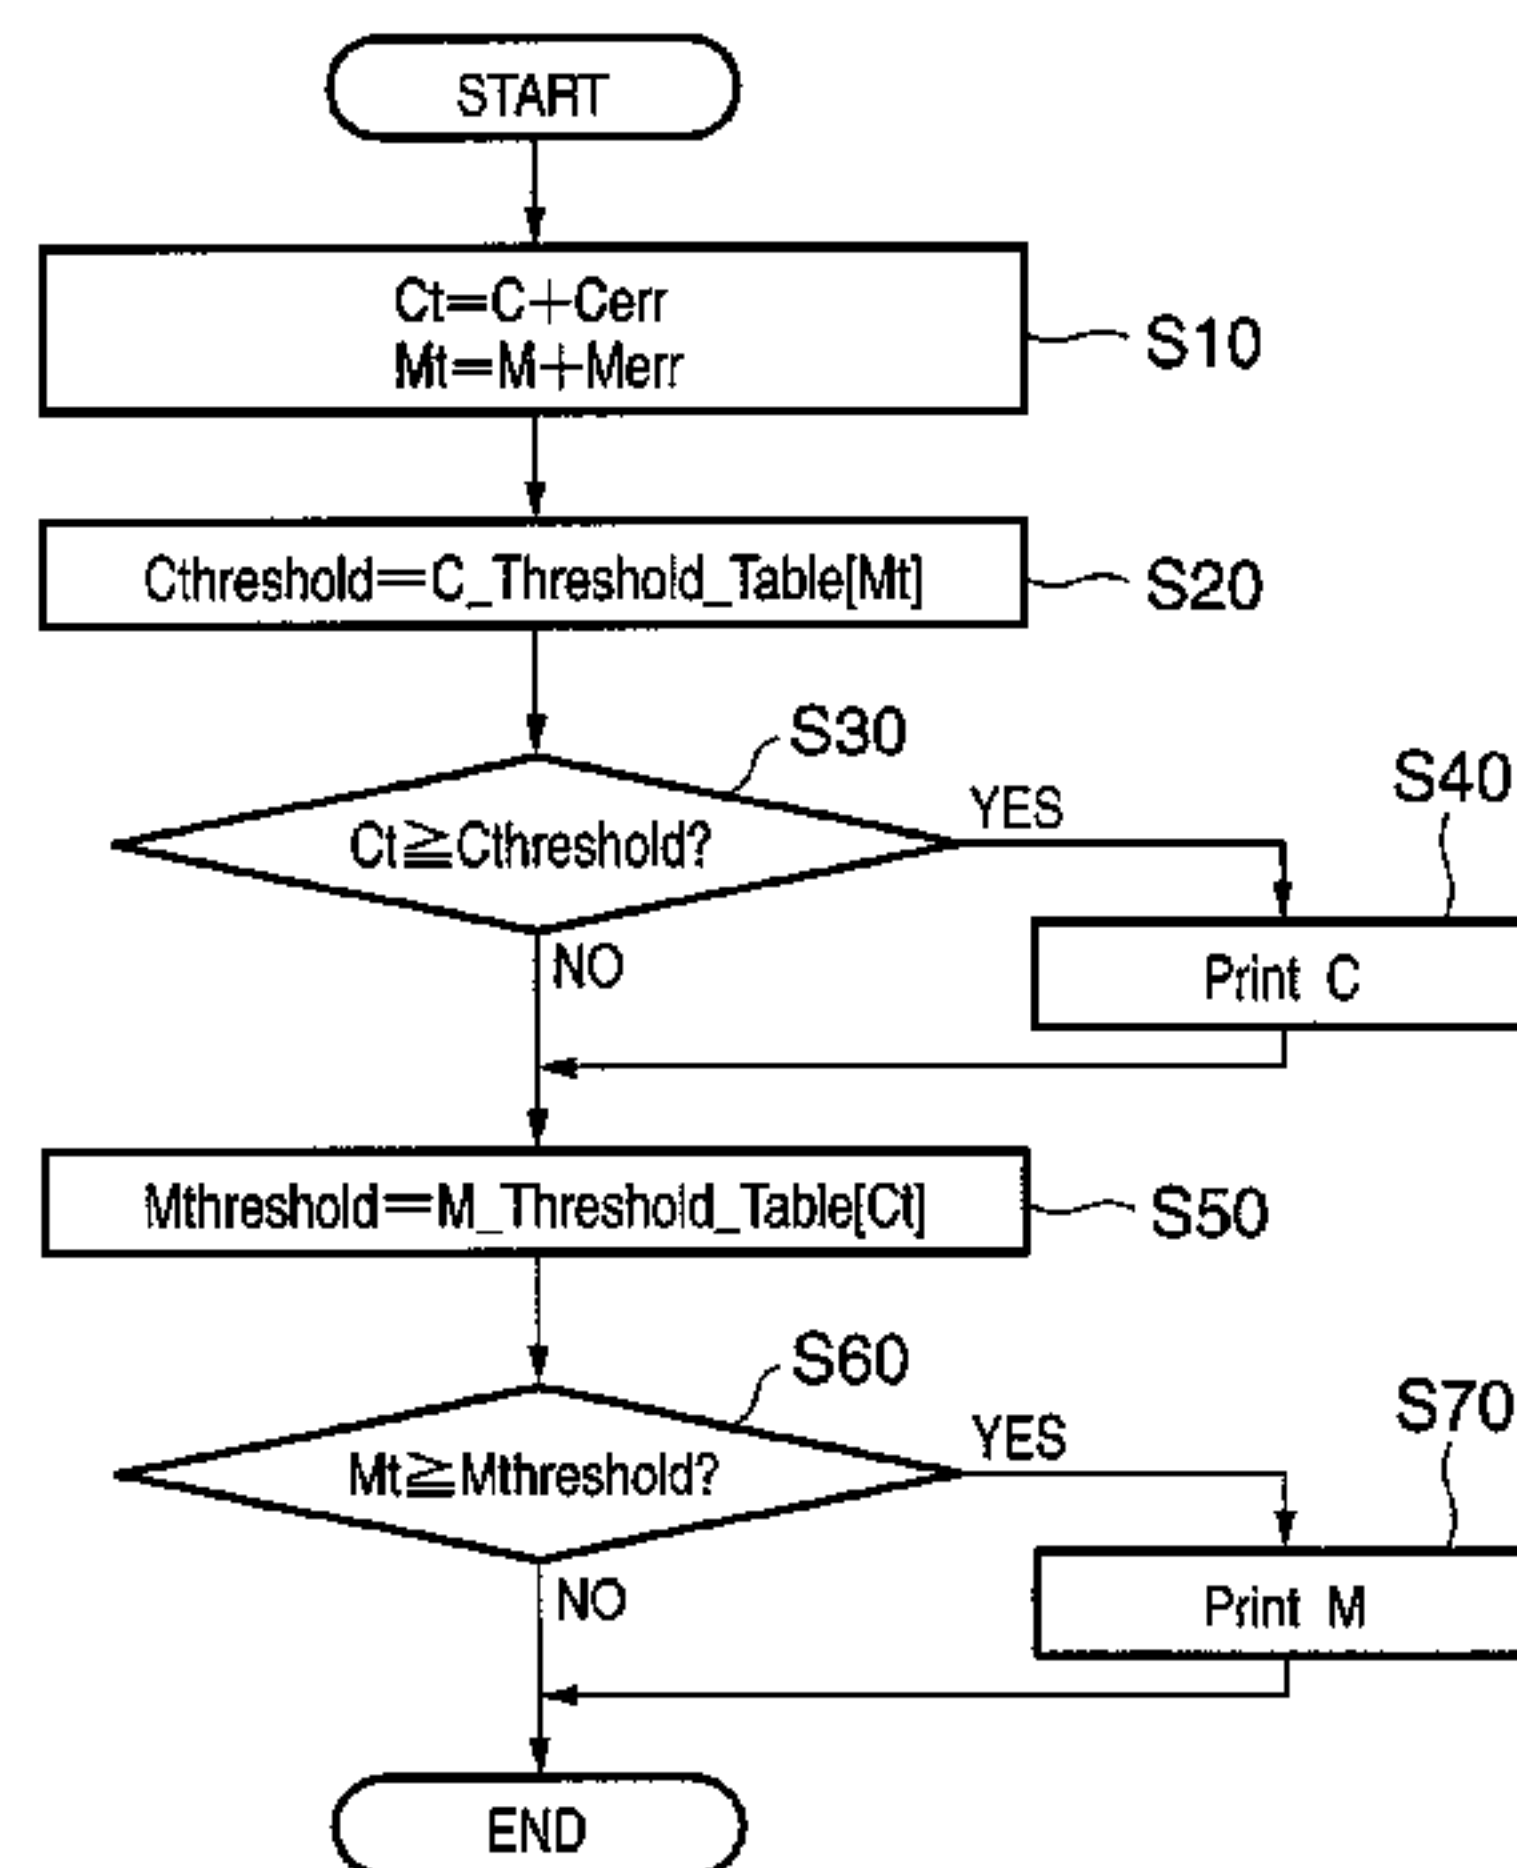 START
Ct=C+Cerr
Mt=M+Merr
S10
Cthreshold=C_Threshold_Table[Mt]
S20
S30
Ct≧Cthreshold?
YES
S40
Print C
NO
Mthreshold=M_Threshold_Table[Ct]
S50
S60
Mt≧Mthreshold?
YES
S70
Print M
NO
END